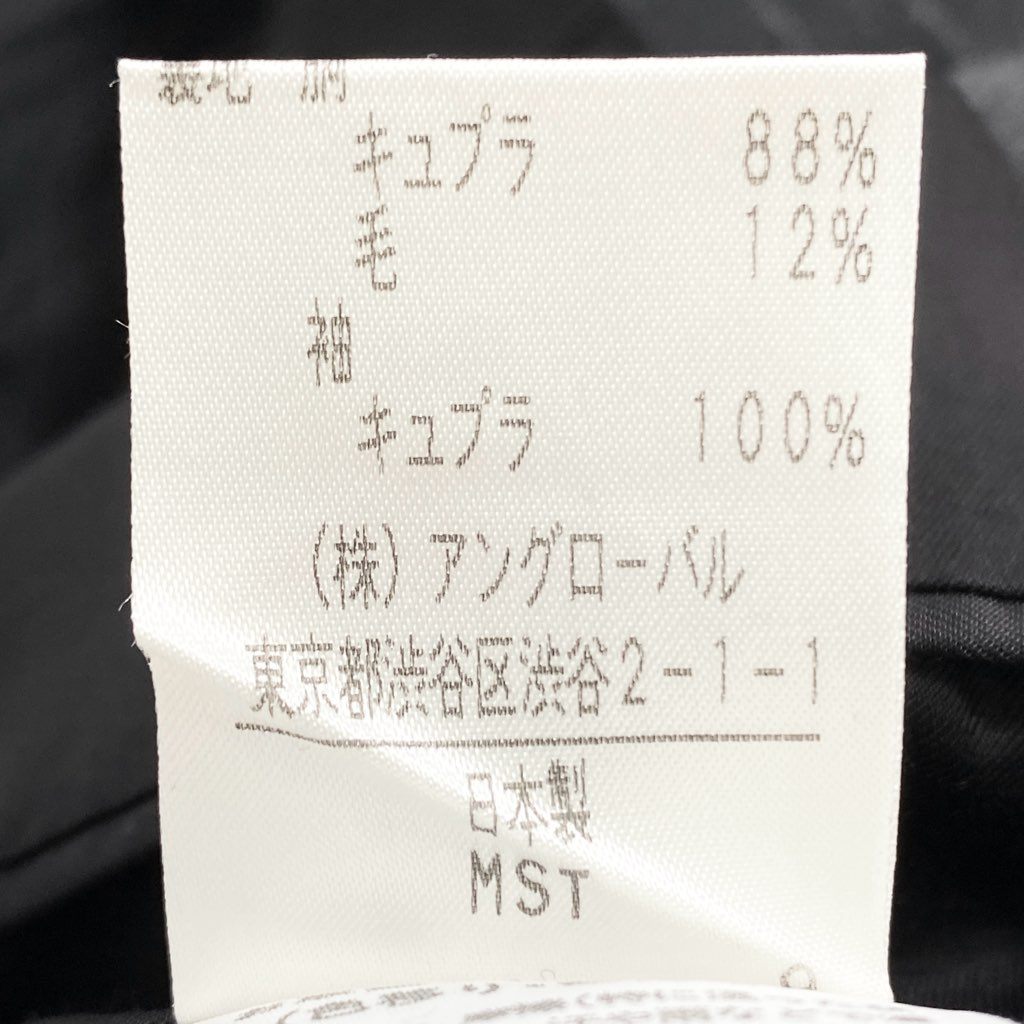 キュプラ 88%
毛 12%
袖
キュプラ 100%
(株)アングローバル
東京都渋谷区渋谷2-1-1
日本製
MST